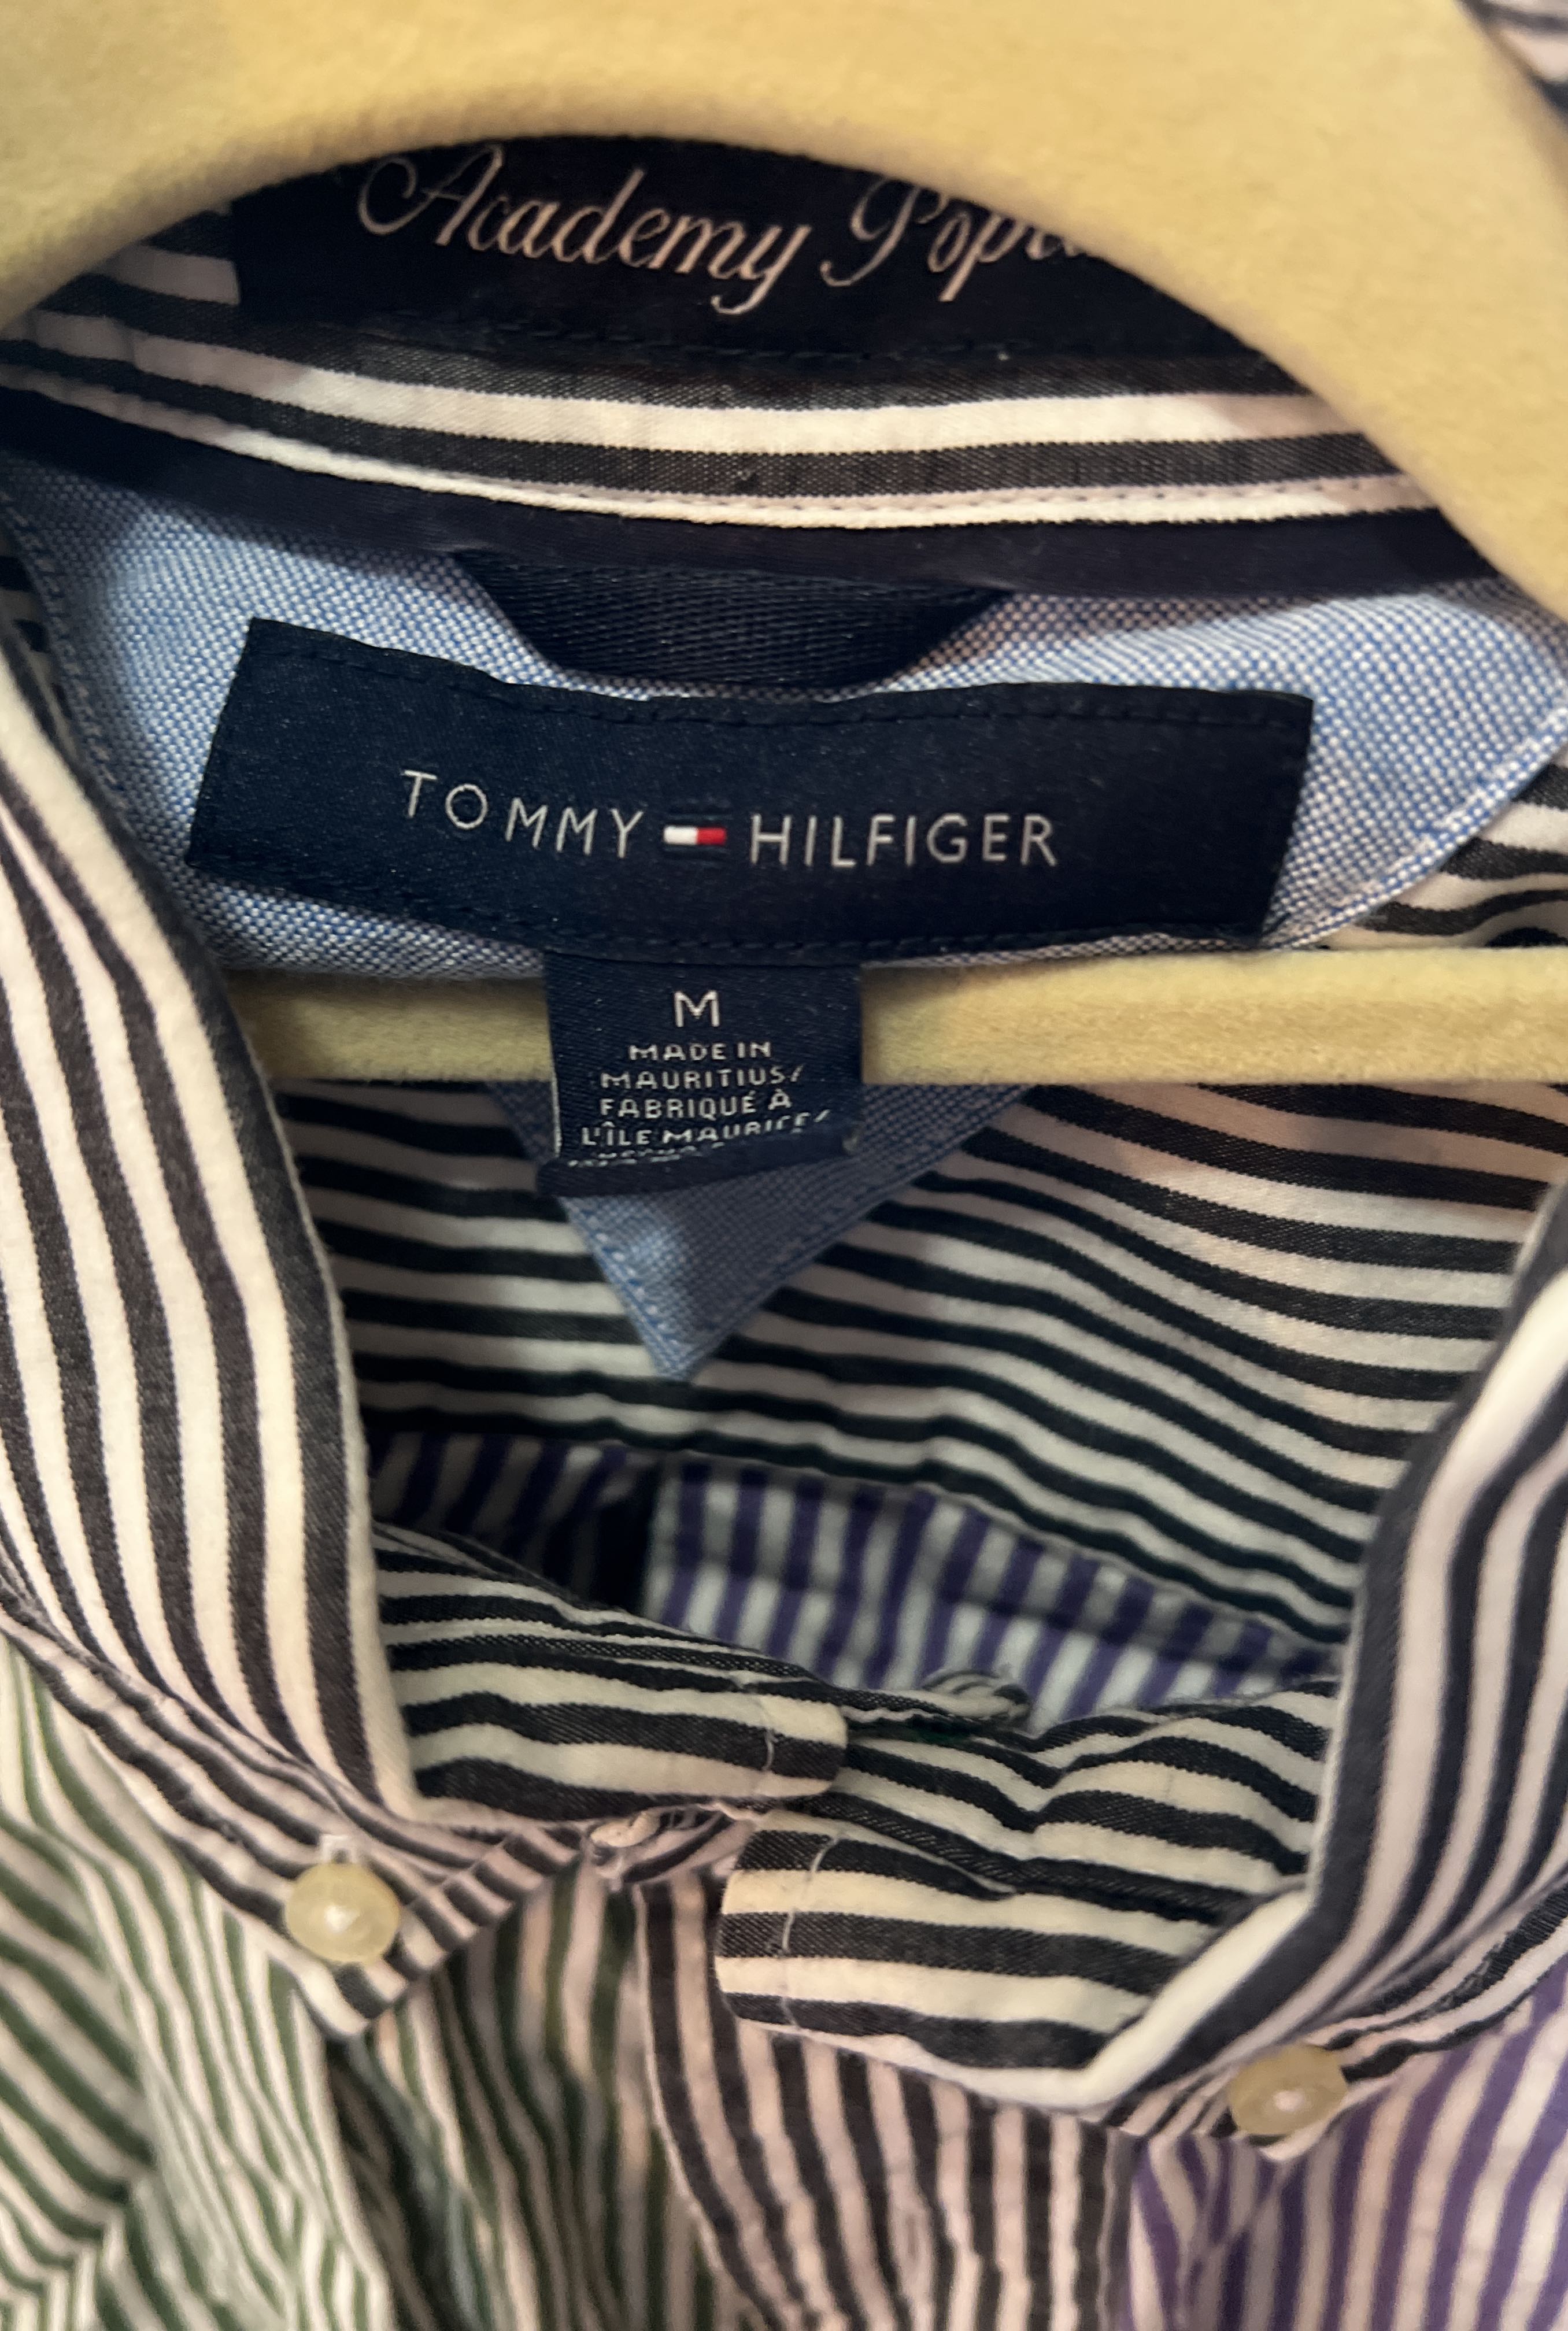 Academy
TOMMY HILFIGER
M
MADE IN
MAURITIUS/
FABRIQUÉ À
L'ÎLE MAURICE/